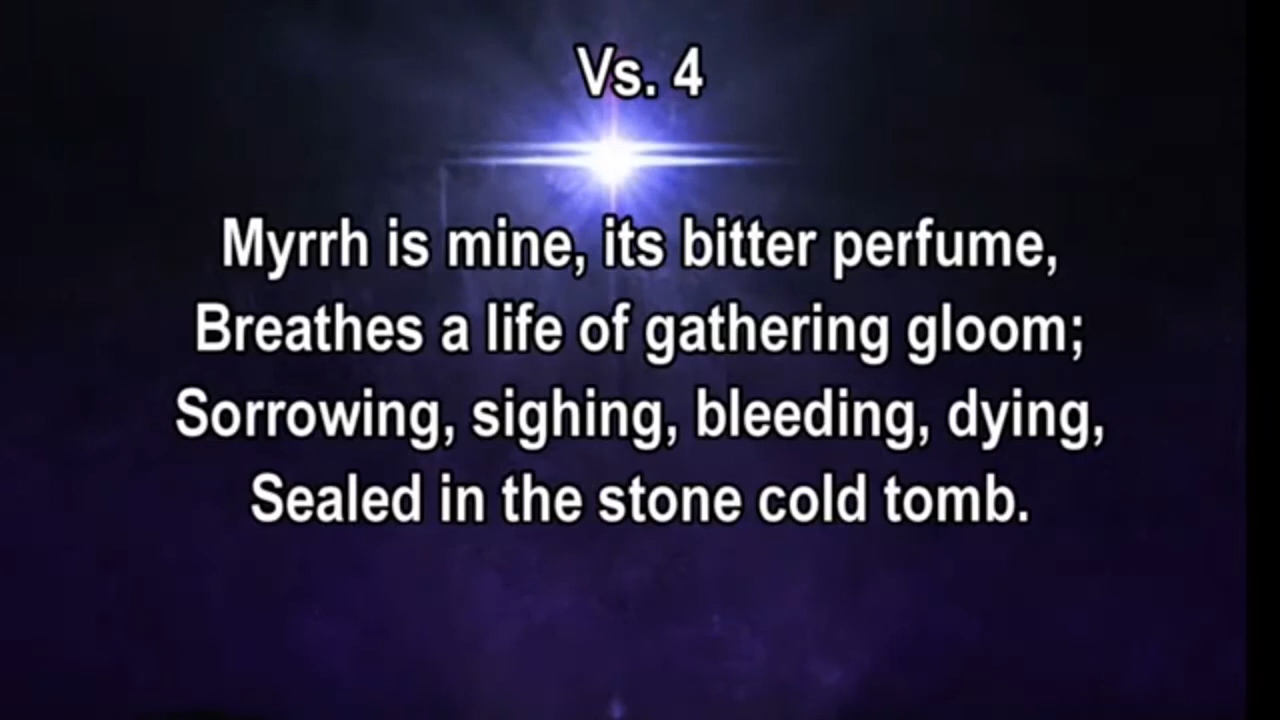 Vs. 4
Myrrh is mine, its bitter perfume,
Breathes a life of gathering gloom;
Sorrowing, sighing, bleeding, dying,
Sealed in the stone cold tomb.